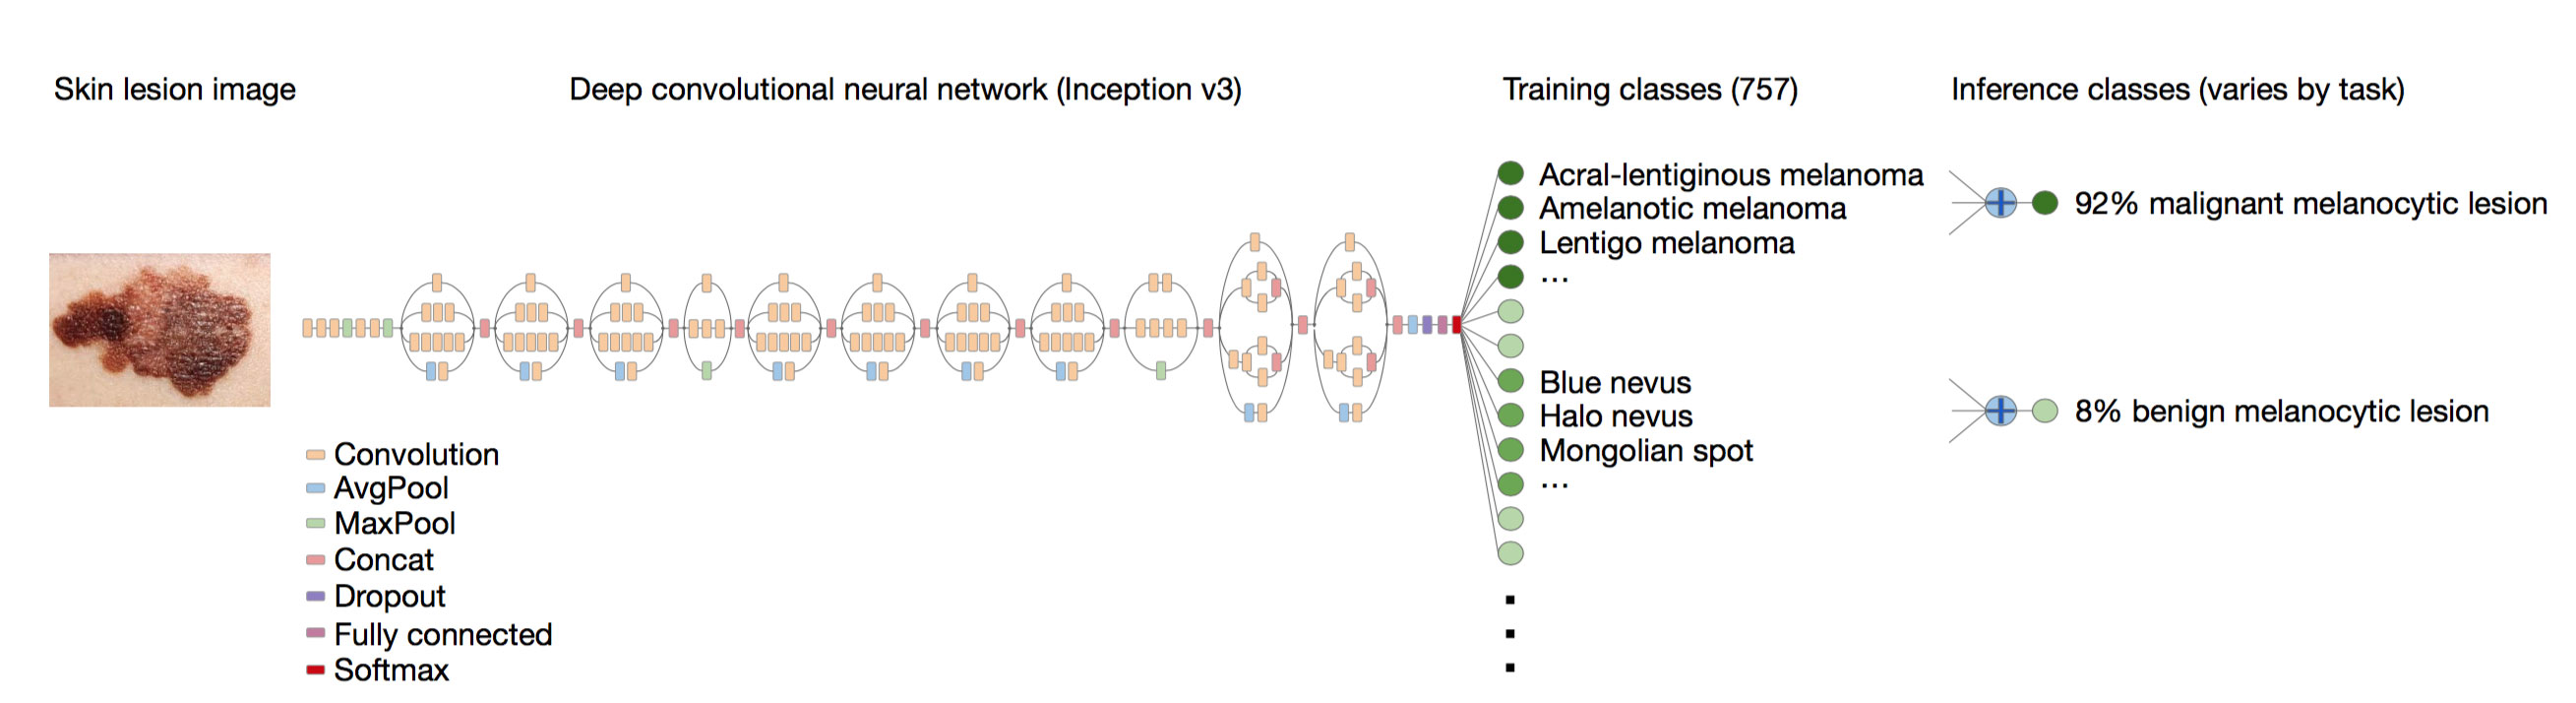 Skin lesion image
Deep convolutional neural network (Inception v3)
Training classes (757)
Inference classes (varies by task)
Acral-lentiginous melanoma
Amelanotic melanoma
Lentigo melanoma
...
Blue nevus
Halo nevus
Mongolian spot
...
92% malignant melanocytic lesion
8% benign melanocytic lesion
Convolution
AvgPool
MaxPool
Concat
Dropout
Fully connected
Softmax